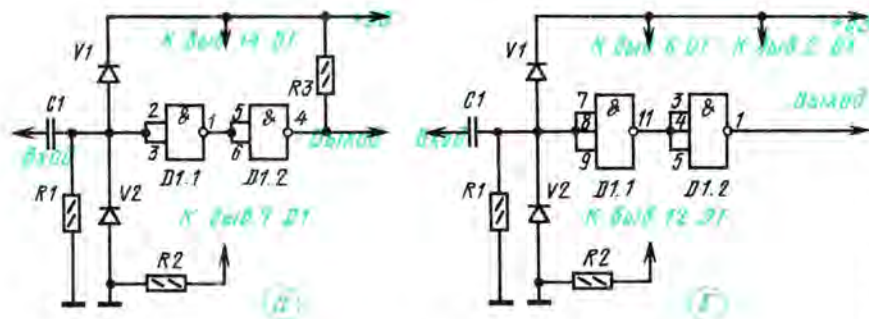 К выв. 14 D1
V1
R3
C1
Вход
2
3
&
1
5
6
&
4
Выход
D1.1
D1.2
R1
V2
К выв. 7 D1
R2
а
К выв. 6 D1
К выв. 2 D1
V1
C1
Вход
7
8
9
&
11
3
4
5
&
1
Выход
D1.1
D1.2
R1
V2
К выв. 12 D1
R2